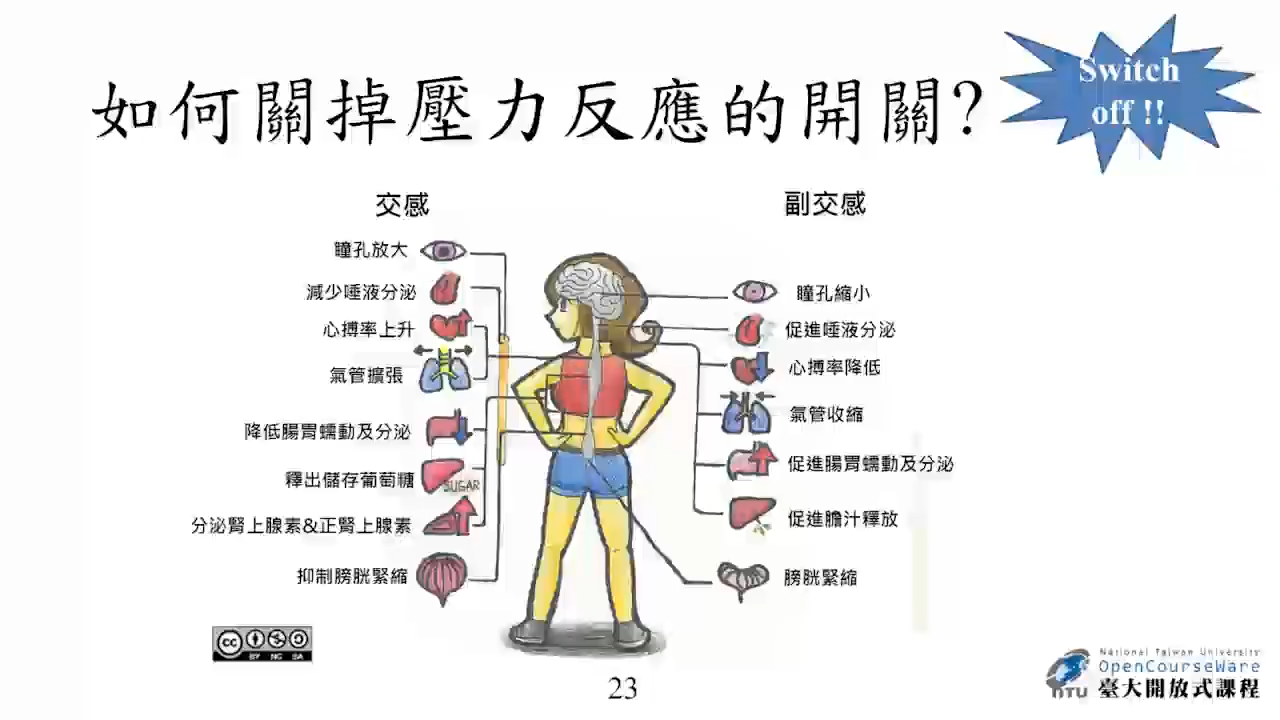 如何關掉壓力反應的開關?
Switch
off !!
交感
瞳孔放大
減少唾液分泌
心搏率上升
氣管擴張
降低腸胃蠕動及分泌
釋出儲存葡萄糖
SUGAR
分泌腎上腺素&正腎上腺素
抑制膀胱緊縮
副交感
瞳孔縮小
促進唾液分泌
心搏率降低
氣管收縮
促進腸胃蠕動及分泌
促進膽汁釋放
膀胱緊縮
cc
BY NC SA
23
NTU
National Taiwan University
OpenCourseWare
臺大開放式課程